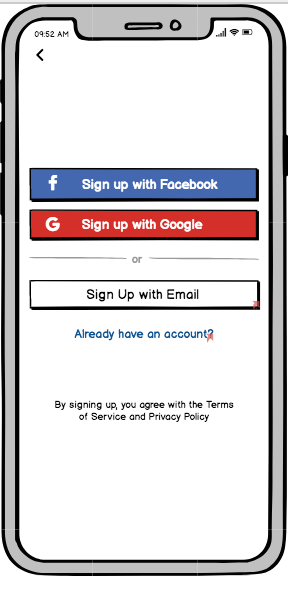 09:52 AM
f Sign up with Facebook
G Sign up with Google
or
Sign Up with Email
Already have an account?
By signing up, you agree with the Terms
of Service and Privacy Policy